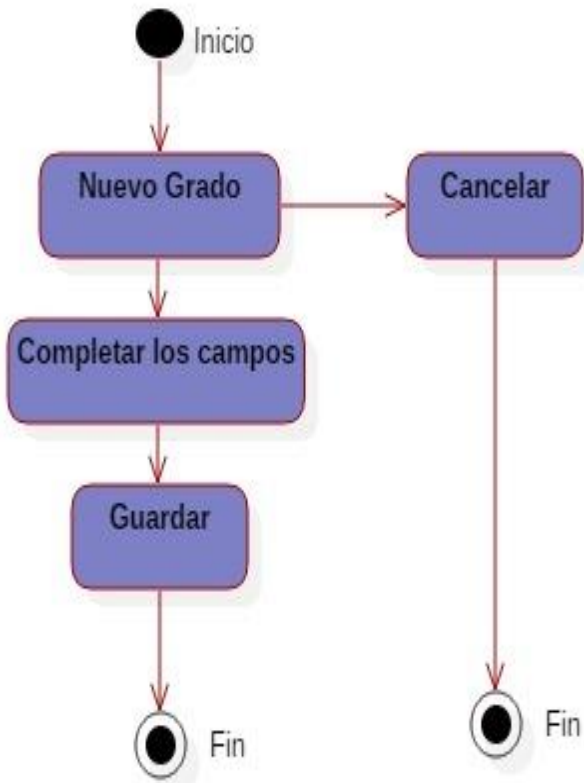 Inicio
Nuevo Grado
Cancelar
Completar los campos
Guardar
Fin
Fin